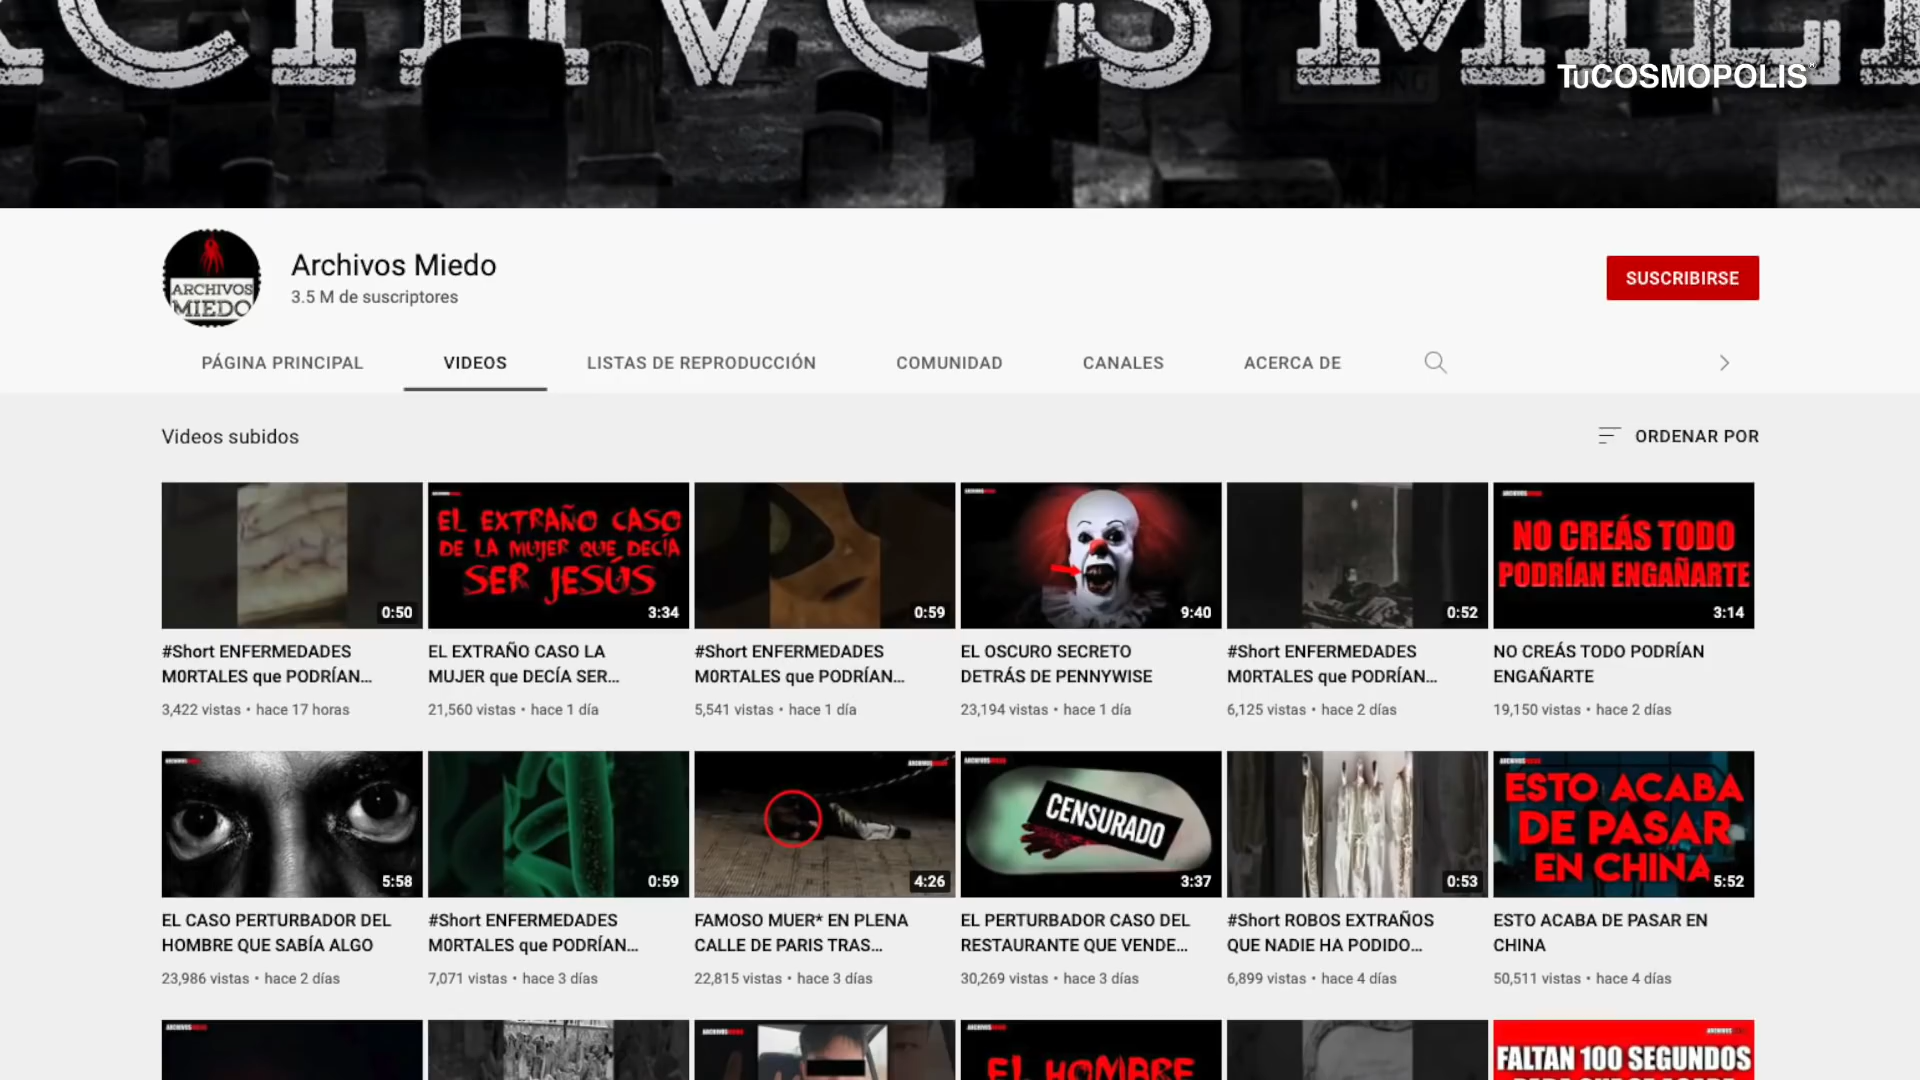 TuCOSMOPOLIS
ARCHIVOS
MIEDO
Archivos Miedo
3.5 M de suscriptores
SUSCRIBIRSE
PÁGINA PRINCIPAL
VIDEOS
LISTAS DE REPRODUCCIÓN
COMUNIDAD
CANALES
ACERCA DE
Videos subidos
ORDENAR POR
0:50
EL EXTRAÑO CASO
DE LA MUJER QUE DECÍA
SER JESÚS
3:34
0:59
9:40
0:52
NO CREÁS TODO
PODRÍAN ENGAÑARTE
3:14
#Short ENFERMEDADES
M0RTALES que PODRÍAN...
3,422 vistas • hace 17 horas
EL EXTRAÑO CASO LA
MUJER que DECÍA SER...
21,560 vistas • hace 1 día
#Short ENFERMEDADES
M0RTALES que PODRÍAN...
5,541 vistas • hace 1 día
EL OSCURO SECRETO
DETRÁS DE PENNYWISE
23,194 vistas • hace 1 día
#Short ENFERMEDADES
M0RTALES que PODRÍAN...
6,125 vistas • hace 2 días
NO CREÁS TODO PODRÍAN
ENGAÑARTE
19,150 vistas • hace 2 días
5:58
0:59
4:26
CENSURADO
3:37
0:53
ESTO ACABA
DE PASAR
EN CHINA
5:52
EL CASO PERTURBADOR DEL
HOMBRE QUE SABÍA ALGO
23,986 vistas • hace 2 días
#Short ENFERMEDADES
M0RTALES que PODRÍAN...
7,071 vistas • hace 3 días
FAMOSO MUER* EN PLENA
CALLE DE PARIS TRAS...
22,815 vistas • hace 3 días
EL PERTURBADOR CASO DEL
RESTAURANTE QUE VENDE...
30,269 vistas • hace 3 días
#Short ROBOS EXTRAÑOS
QUE NADIE HA PODIDO...
6,899 vistas • hace 4 días
ESTO ACABA DE PASAR EN
CHINA
50,511 vistas • hace 4 días
EL HOMBRE
FALTAN 100 SEGUNDOS